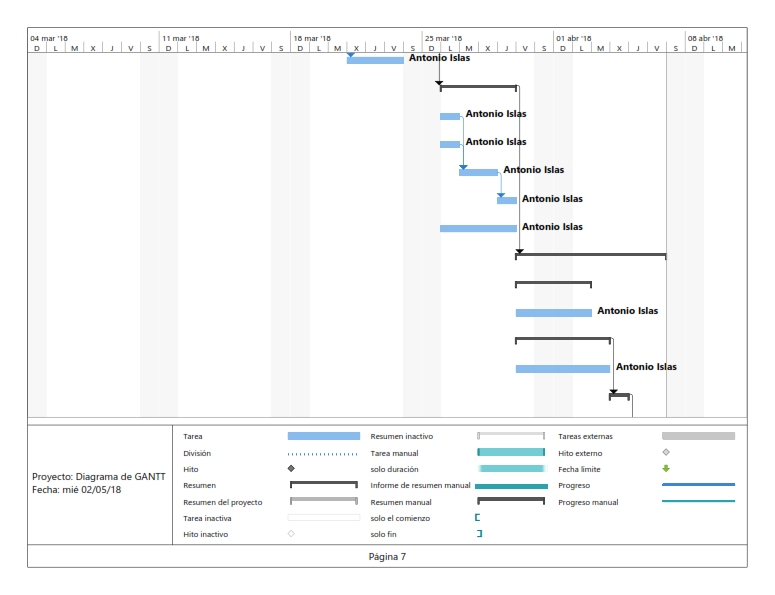 04 mar '18 11 mar '18 18 mar '18 25 mar '18 01 abr '18 08 abr '18
D L M X J V S D L M X J V S D L M X J V S D L M X J V S D L M X J V S D L M
Antonio Islas
Antonio Islas
Antonio Islas
Antonio Islas
Antonio Islas
Antonio Islas
Antonio Islas
Antonio Islas
Proyecto: Diagrama de GANTT
Fecha: mié 02/05/18
Tarea
División
Hito
Resumen
Resumen del proyecto
Tarea inactiva
Hito inactivo
Resumen inactivo
Tarea manual
solo duración
Informe de resumen manual
Resumen manual
solo el comienzo
solo fin
Tareas externas
Hito externo
Fecha límite
Progreso
Progreso manual
Página 7